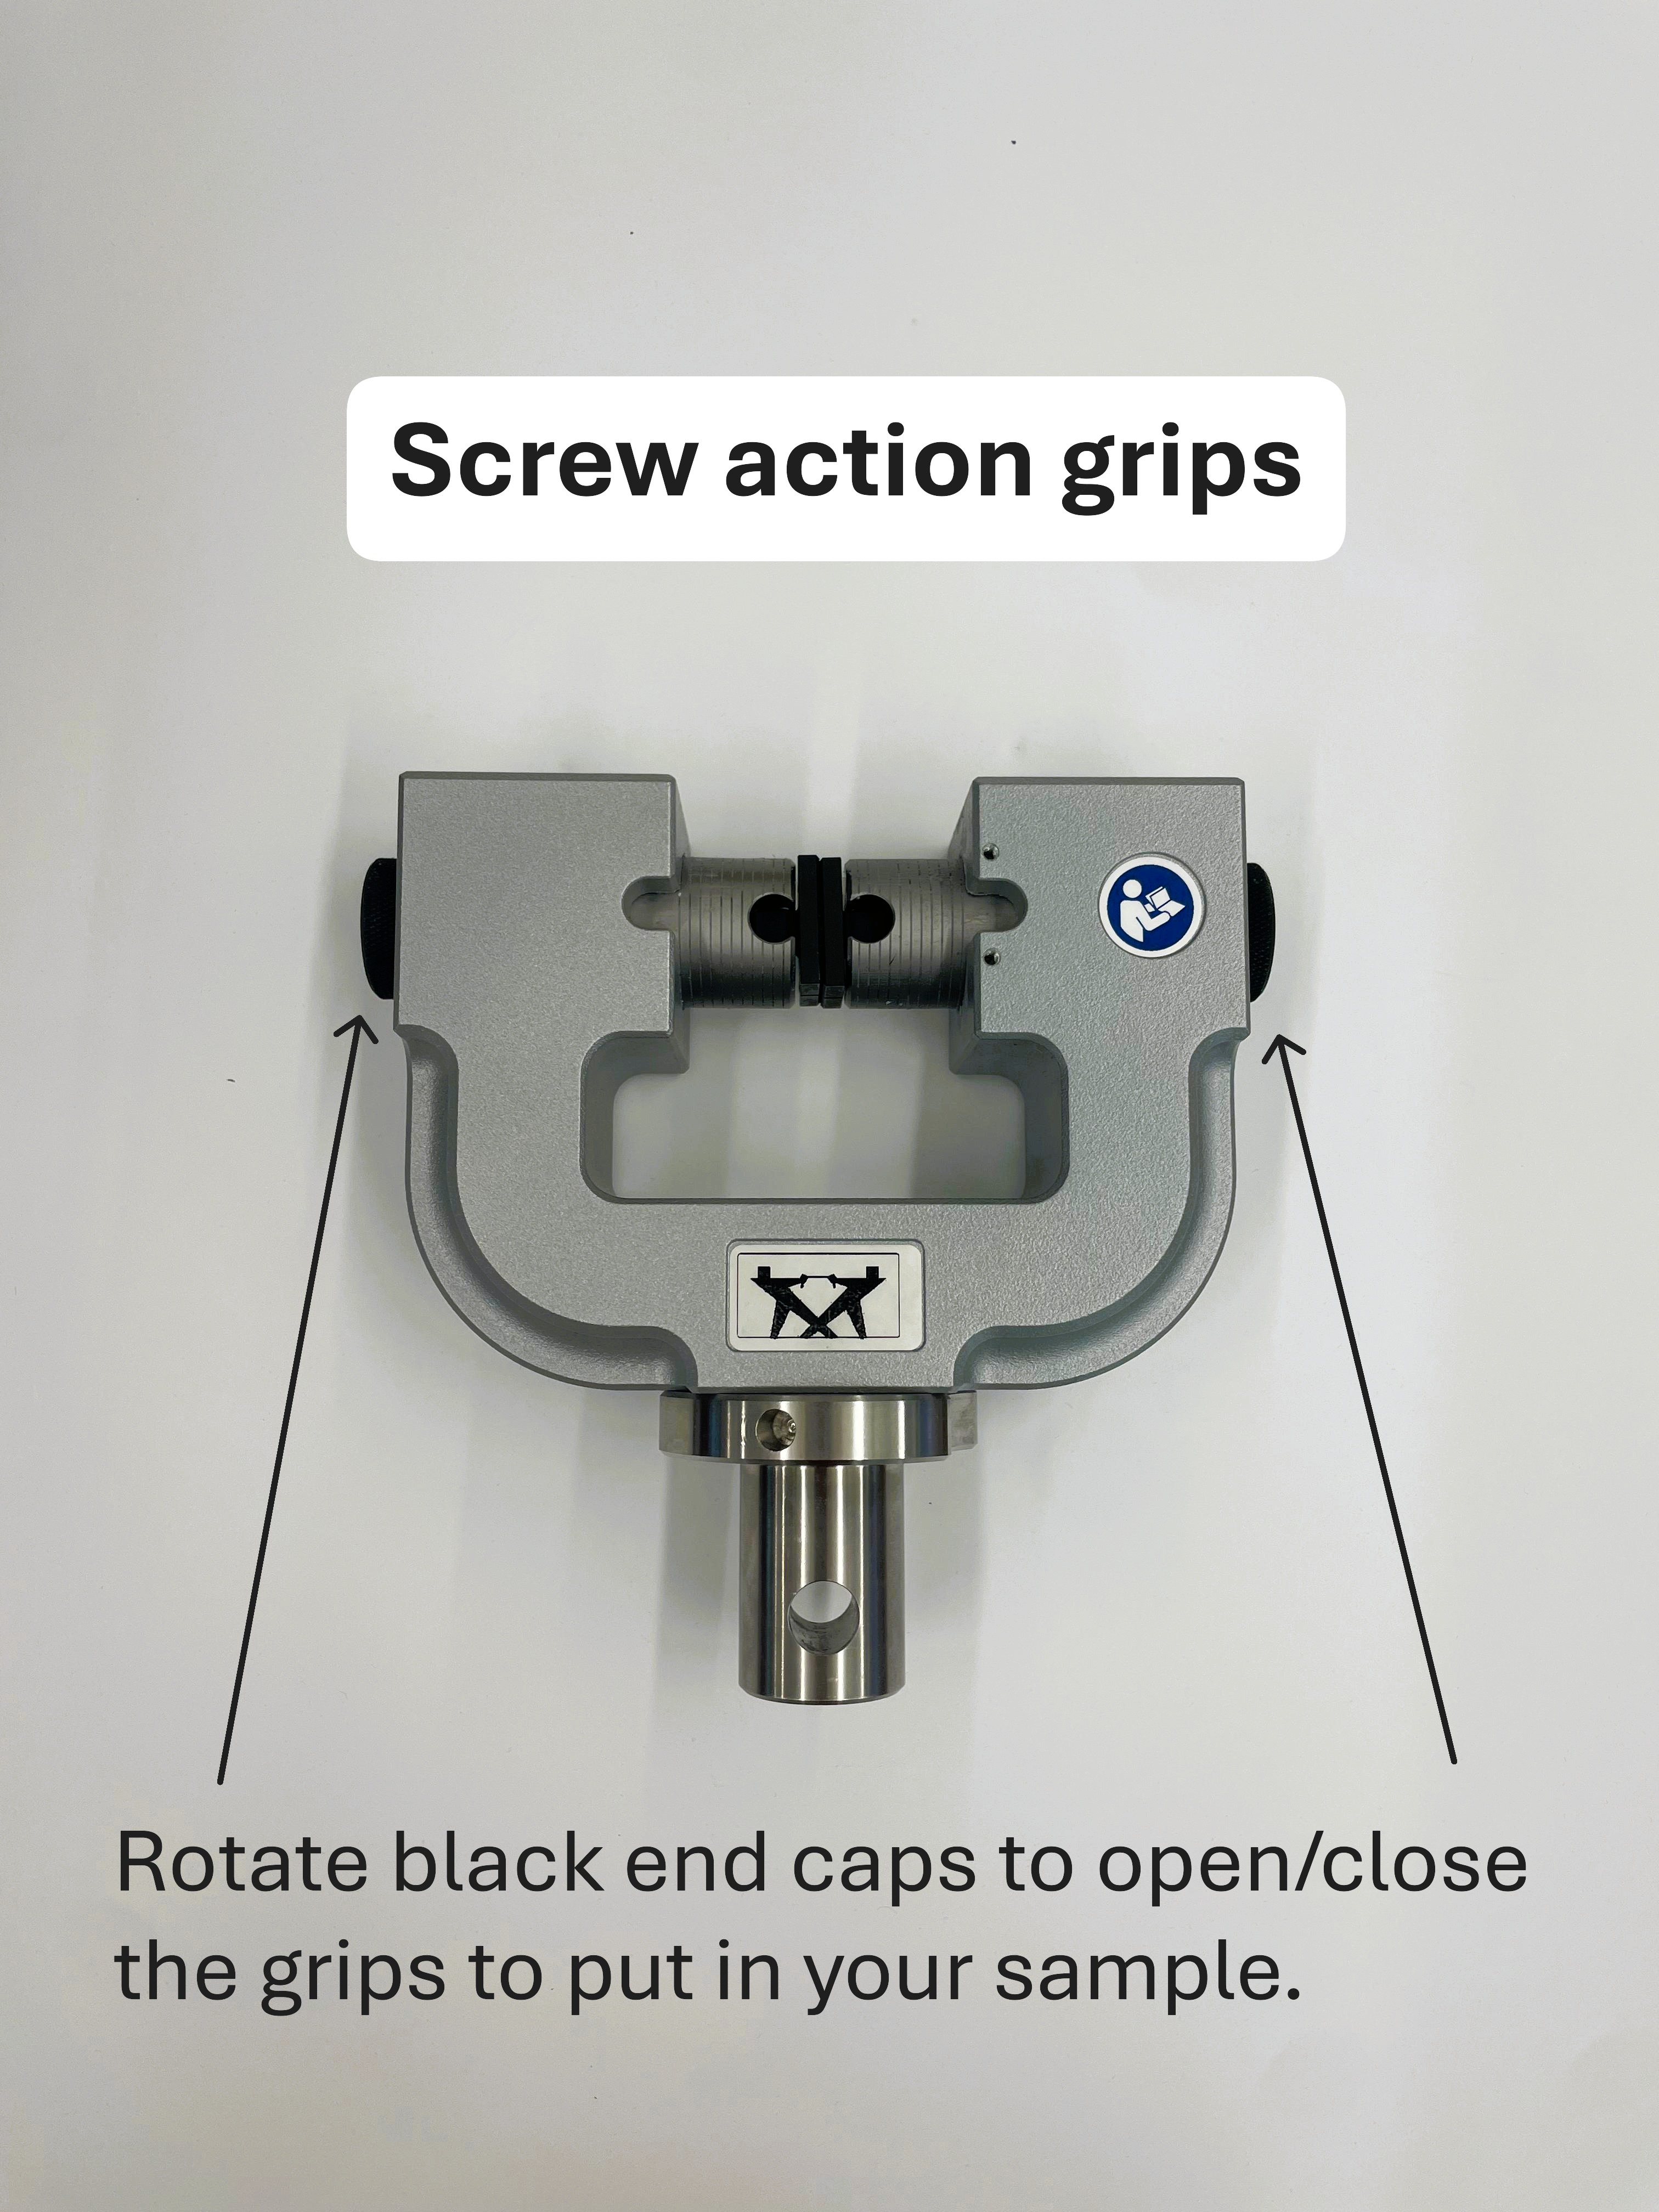 Screw action grips
Rotate black end caps to open/close
the grips to put in your sample.